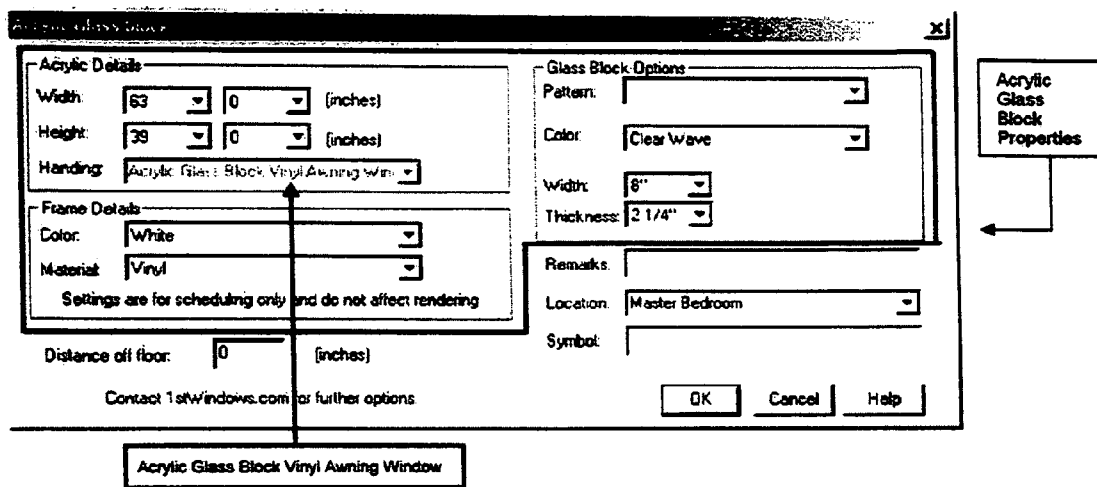 Acrylic Glass Block
Acrylic Details
Width: 63 0 (inches)
Height: 39 0 (inches)
Handing: Acrylic Glass Block Vinyl Awning Win
Frame Details
Color: White
Material: Vinyl
Settings are for scheduling only and do not affect rendering
Distance off floor: 0 (inches)
Contact 1stWindows.com for further options
Glass Block Options
Pattern:
Color: Clear Wave
Width: 8"
Thickness: 2 1/4"
Remarks:
Location: Master Bedroom
Symbol:
OK Cancel Help
Acrylic
Glass
Block
Properties
Acrylic Glass Block Vinyl Awning Window